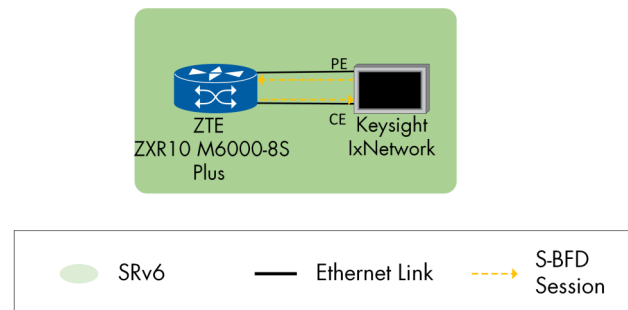 PE
CE
ZTE
ZXR10 M6000-8S
Plus
Keysight
IxNetwork
SRv6
Ethernet Link
S-BFD
Session